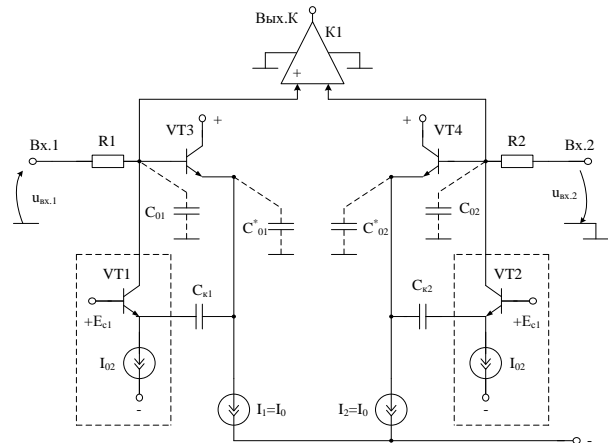 Вых.К
К1
+
VT3
+
+
VT4
Вх.1
R1
R2
Вх.2
uвх.1
C01
C*01
C*02
C02
uвх.2
VT1
Cк1
Cк2
VT2
+Ec1
+Ec1
I02
I02
I1=I0
I2=I0
-
-
-